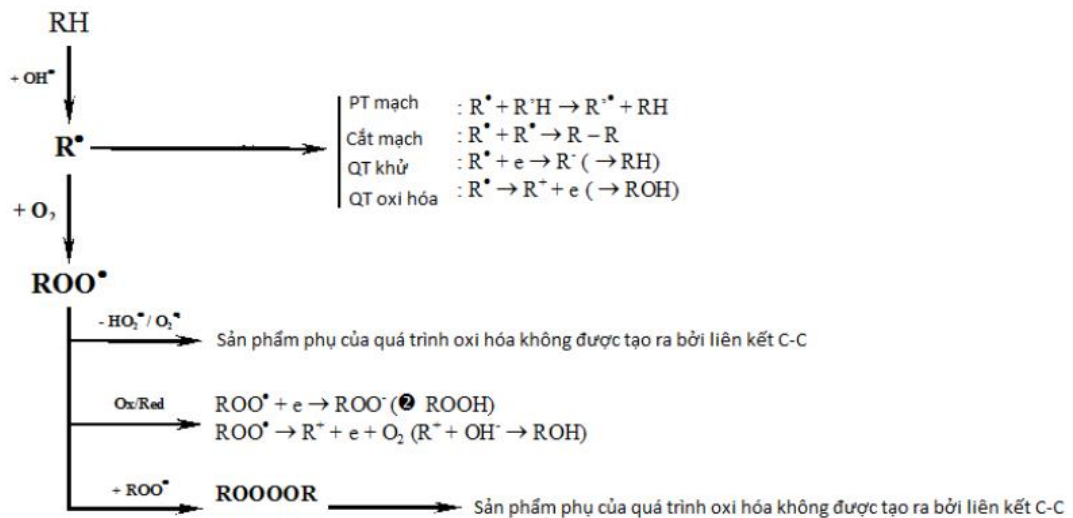 RH
+ OH•
PT mạch : R• + R’H → R’• + RH
R• Cắt mạch : R• + R• → R – R
QT khử : R• + e → R⁻ ( → RH)
QT oxi hóa : R• → R⁺ + e ( → ROH)
+ O₂
ROO•
- HO₂• / O₂•⁻ Sản phẩm phụ của quá trình oxi hóa không được tạo ra bởi liên kết C-C
Ox/Red ROO• + e → ROO⁻ (❷ ROOH)
ROO• → R⁺ + e + O₂ (R⁺ + OH⁻ → ROH)
+ ROO• ROOOOR Sản phẩm phụ của quá trình oxi hóa không được tạo ra bởi liên kết C-C